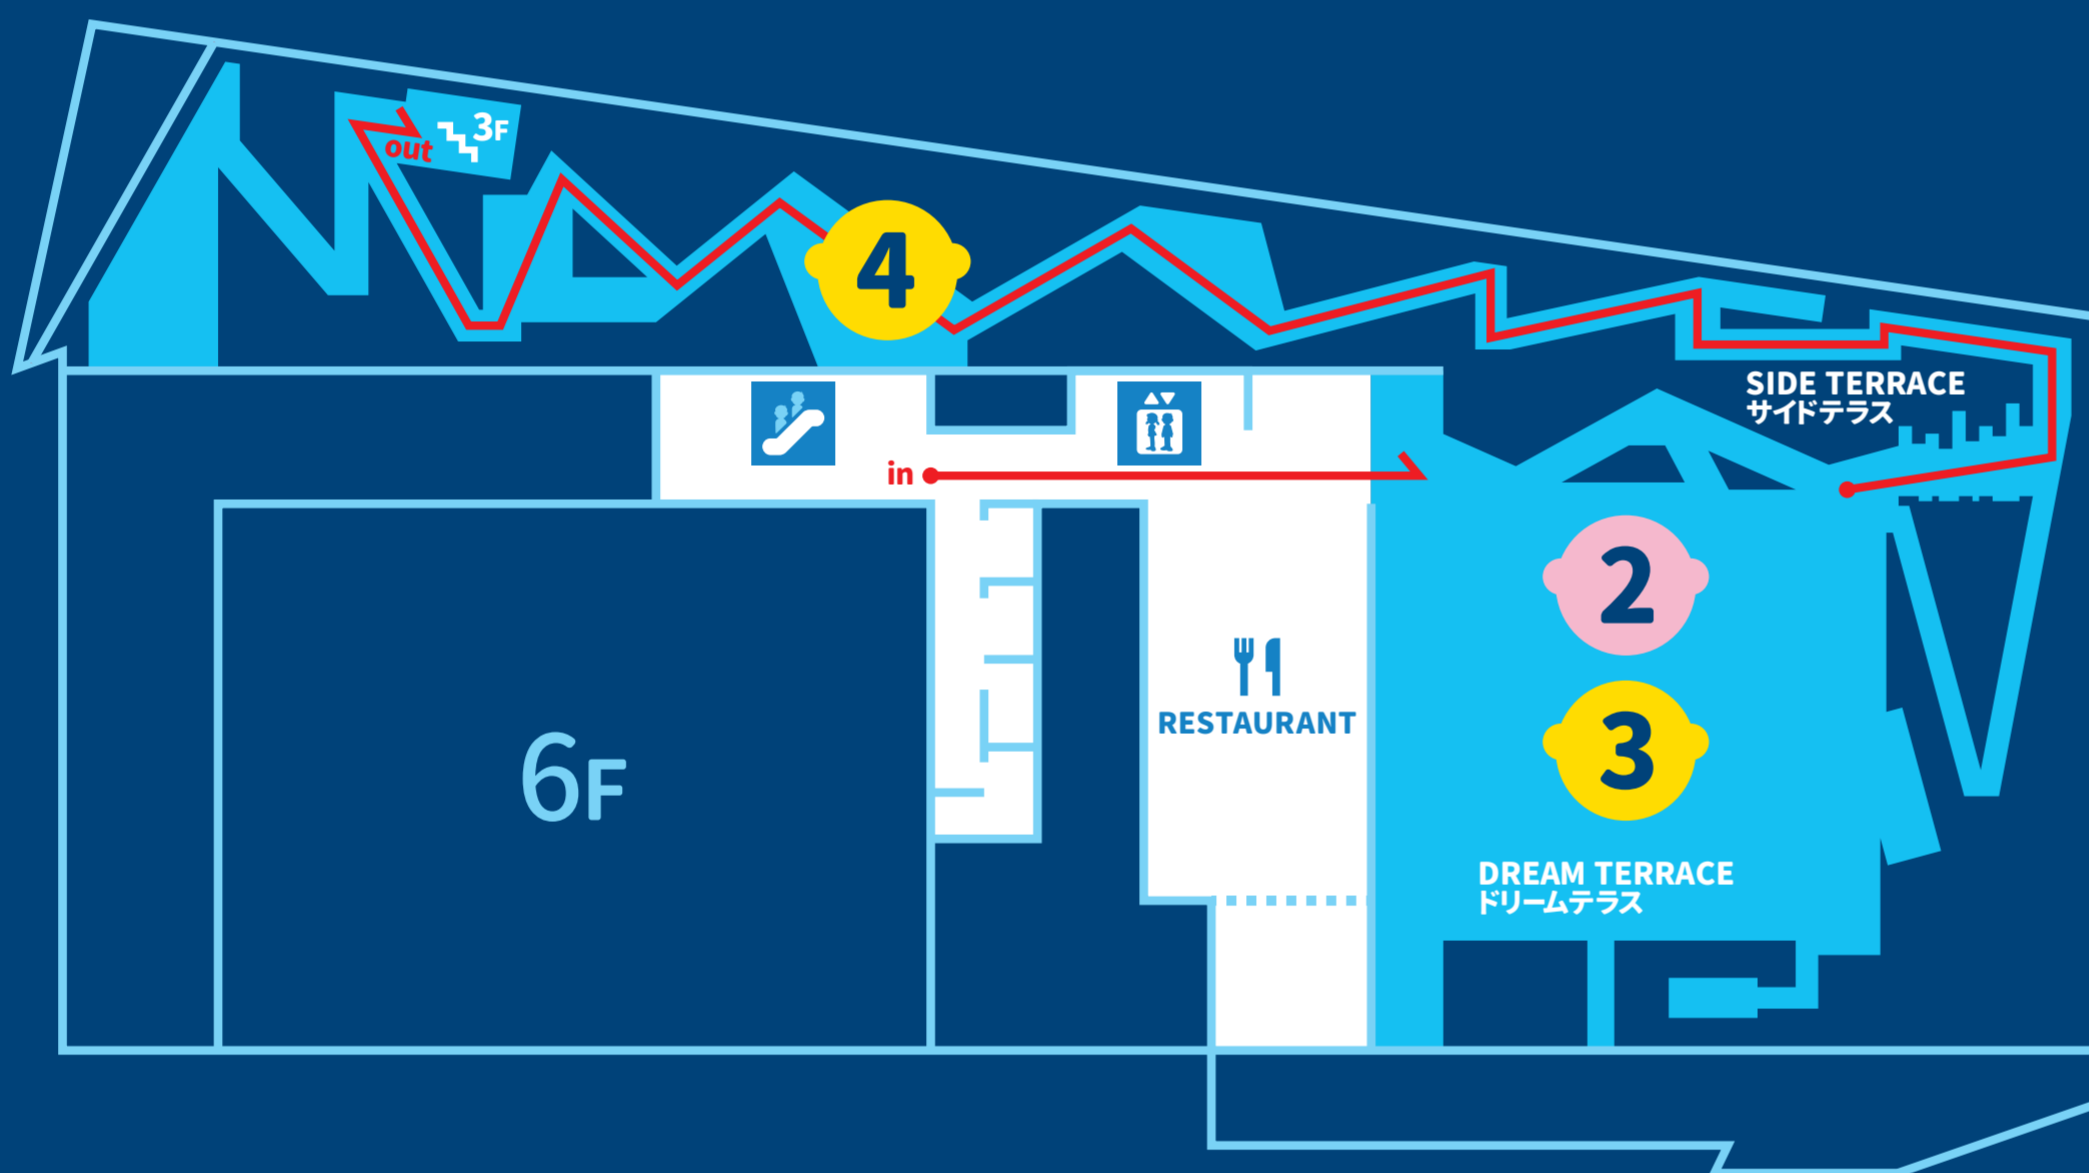 3F
out
4
SIDE TERRACE
サイドテラス
in
2
RESTAURANT
3
6F
DREAM TERRACE
ドリームテラス